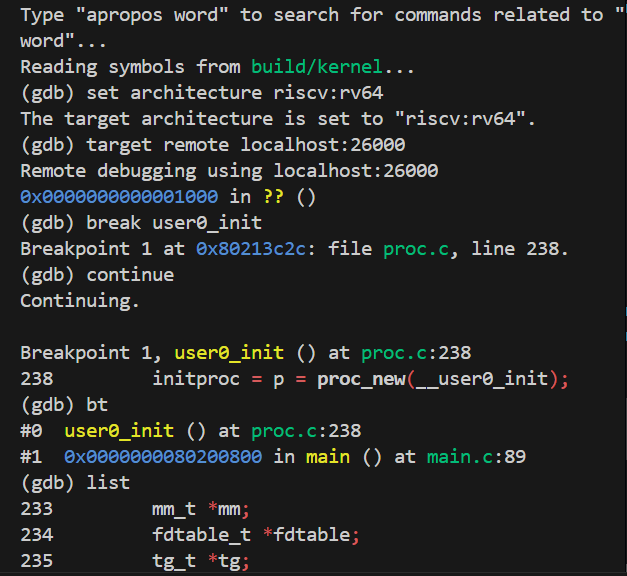 Type "apropos word" to search for commands related to "
word"...
Reading symbols from build/kernel...
(gdb) set architecture riscv:rv64
The target architecture is set to "riscv:rv64".
(gdb) target remote localhost:26000
Remote debugging using localhost:26000
0x0000000000001000 in ?? ()
(gdb) break user0_init
Breakpoint 1 at 0x80213c2c: file proc.c, line 238.
(gdb) continue
Continuing.

Breakpoint 1, user0_init () at proc.c:238
238         initproc = p = proc_new(__user0_init);
(gdb) bt
#0  user0_init () at proc.c:238
#1  0x0000000080200800 in main () at main.c:89
(gdb) list
233         mm_t *mm;
234         fdtable_t *fdtable;
235         tg_t *tg;